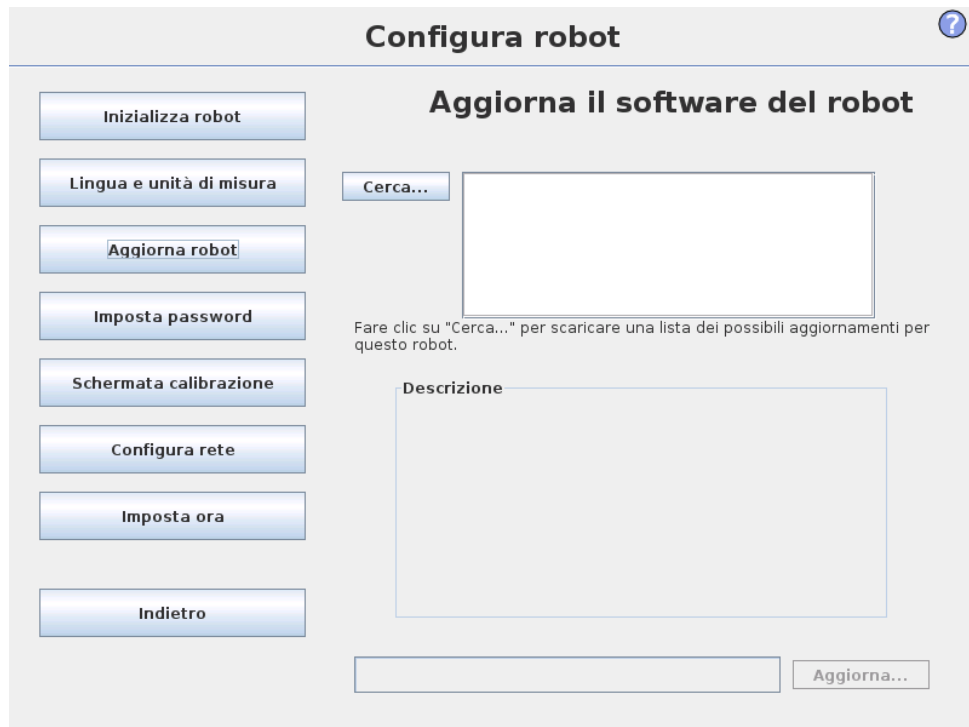 Configura robot
?
Inizializza robot
Lingua e unità di misura
Aggiorna robot
Imposta password
Schermata calibrazione
Configura rete
Imposta ora
Indietro
Aggiorna il software del robot
Cerca...
Fare clic su "Cerca..." per scaricare una lista dei possibili aggiornamenti per
questo robot.
Descrizione
Aggiorna...